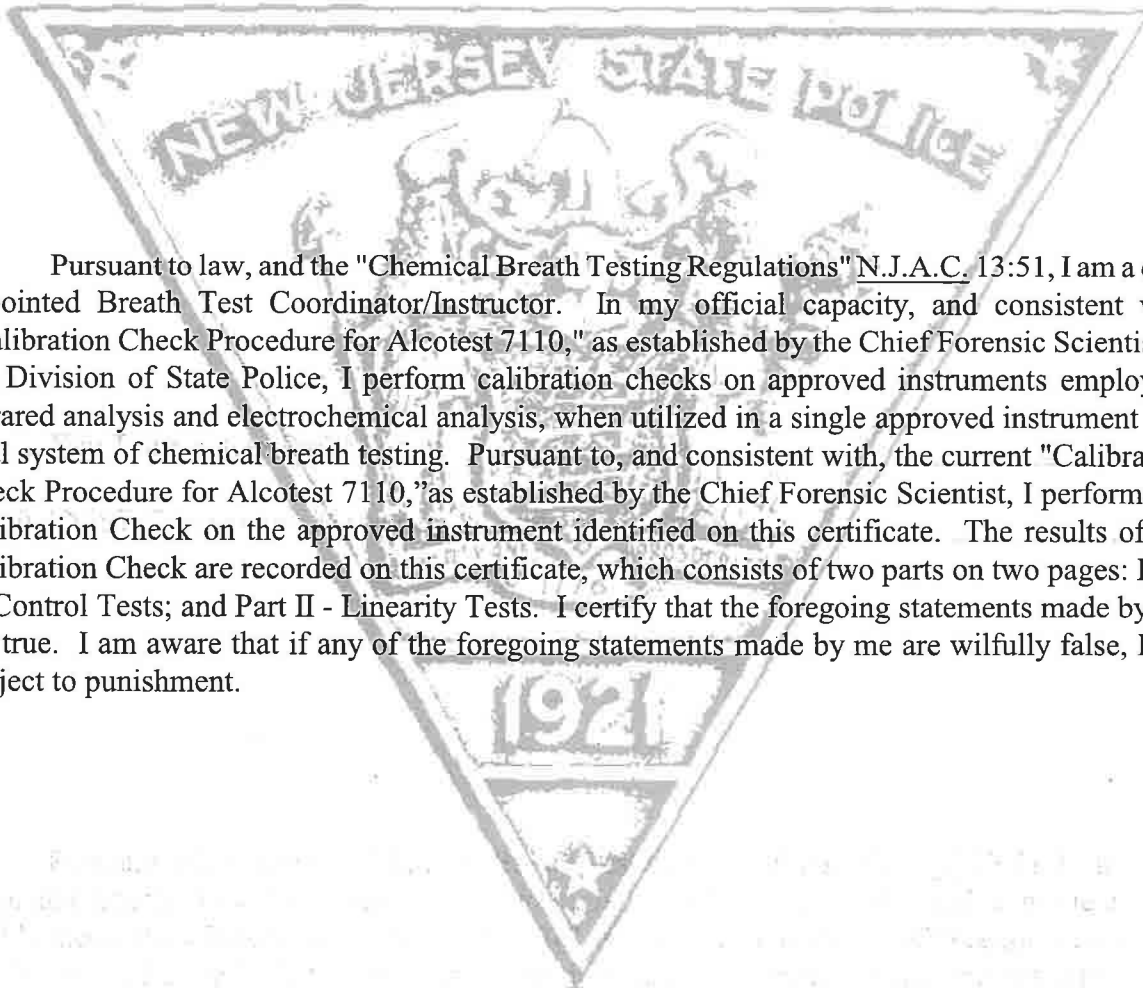 NEW JERSEY STATE POLICE
Pursuant to law, and the "Chemical Breath Testing Regulations" N.J.A.C. 13:51, I am a
ointed Breath Test Coordinator/Instructor. In my official capacity, and consistent
alibration Check Procedure for Alcotest 7110," as established by the Chief Forensic Scienti
Division of State Police, I perform calibration checks on approved instruments employ
ared analysis and electrochemical analysis, when utilized in a single approved instrument
l system of chemical breath testing. Pursuant to, and consistent with, the current "Calibra
eck Procedure for Alcotest 7110,"as established by the Chief Forensic Scientist, I perform
ibration Check on the approved instrument identified on this certificate. The results of
ibration Check are recorded on this certificate, which consists of two parts on two pages:
Control Tests; and Part II - Linearity Tests. I certify that the foregoing statements made by
true. I am aware that if any of the foregoing statements made by me are wilfully false, I
ject to punishment.
1921